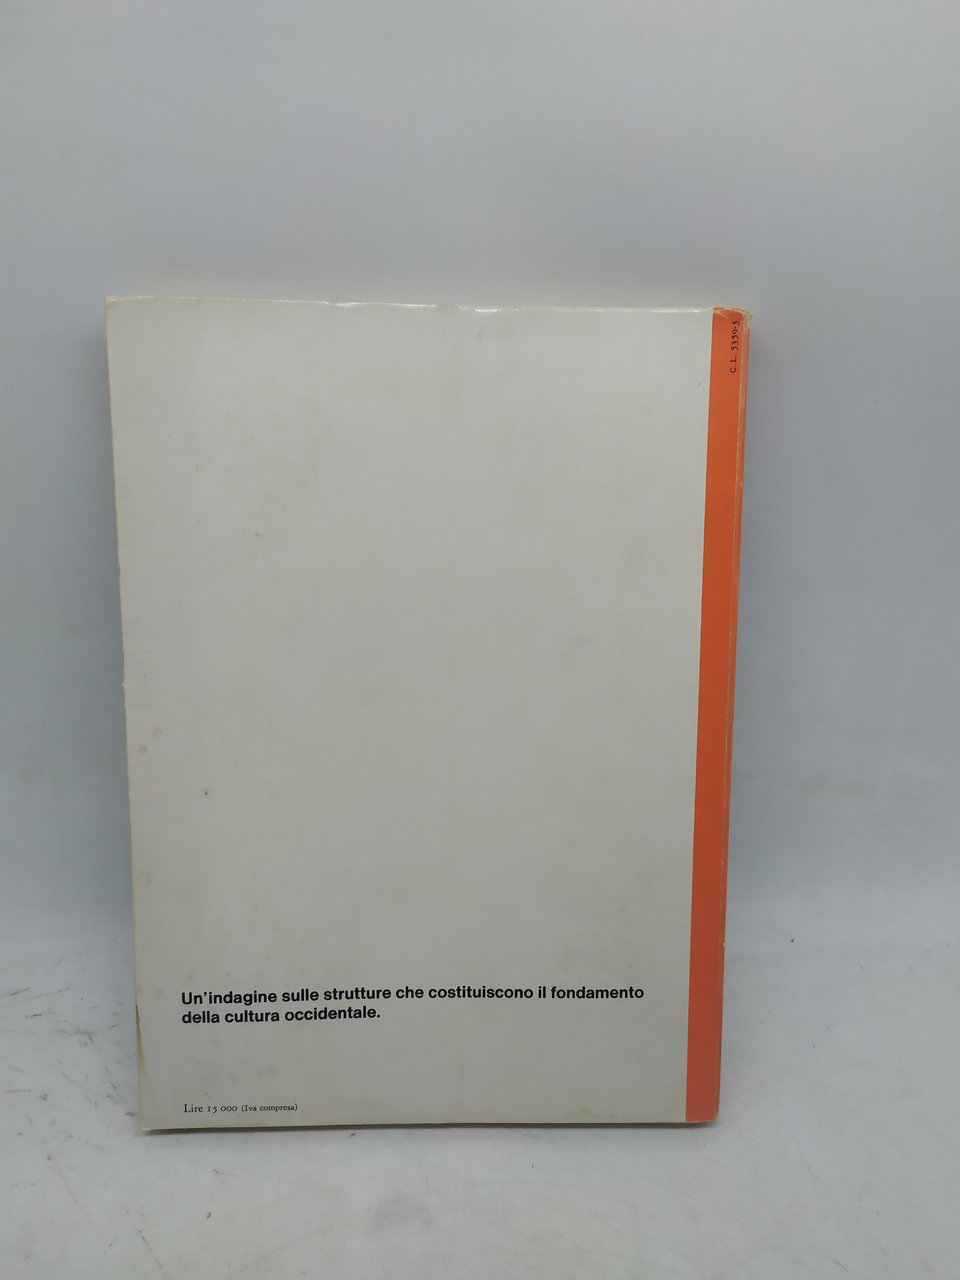 C. L. 5350-5
Un'indagine sulle strutture che costituiscono il fondamento
della cultura occidentale.
Lire 15 000 (Iva compresa)